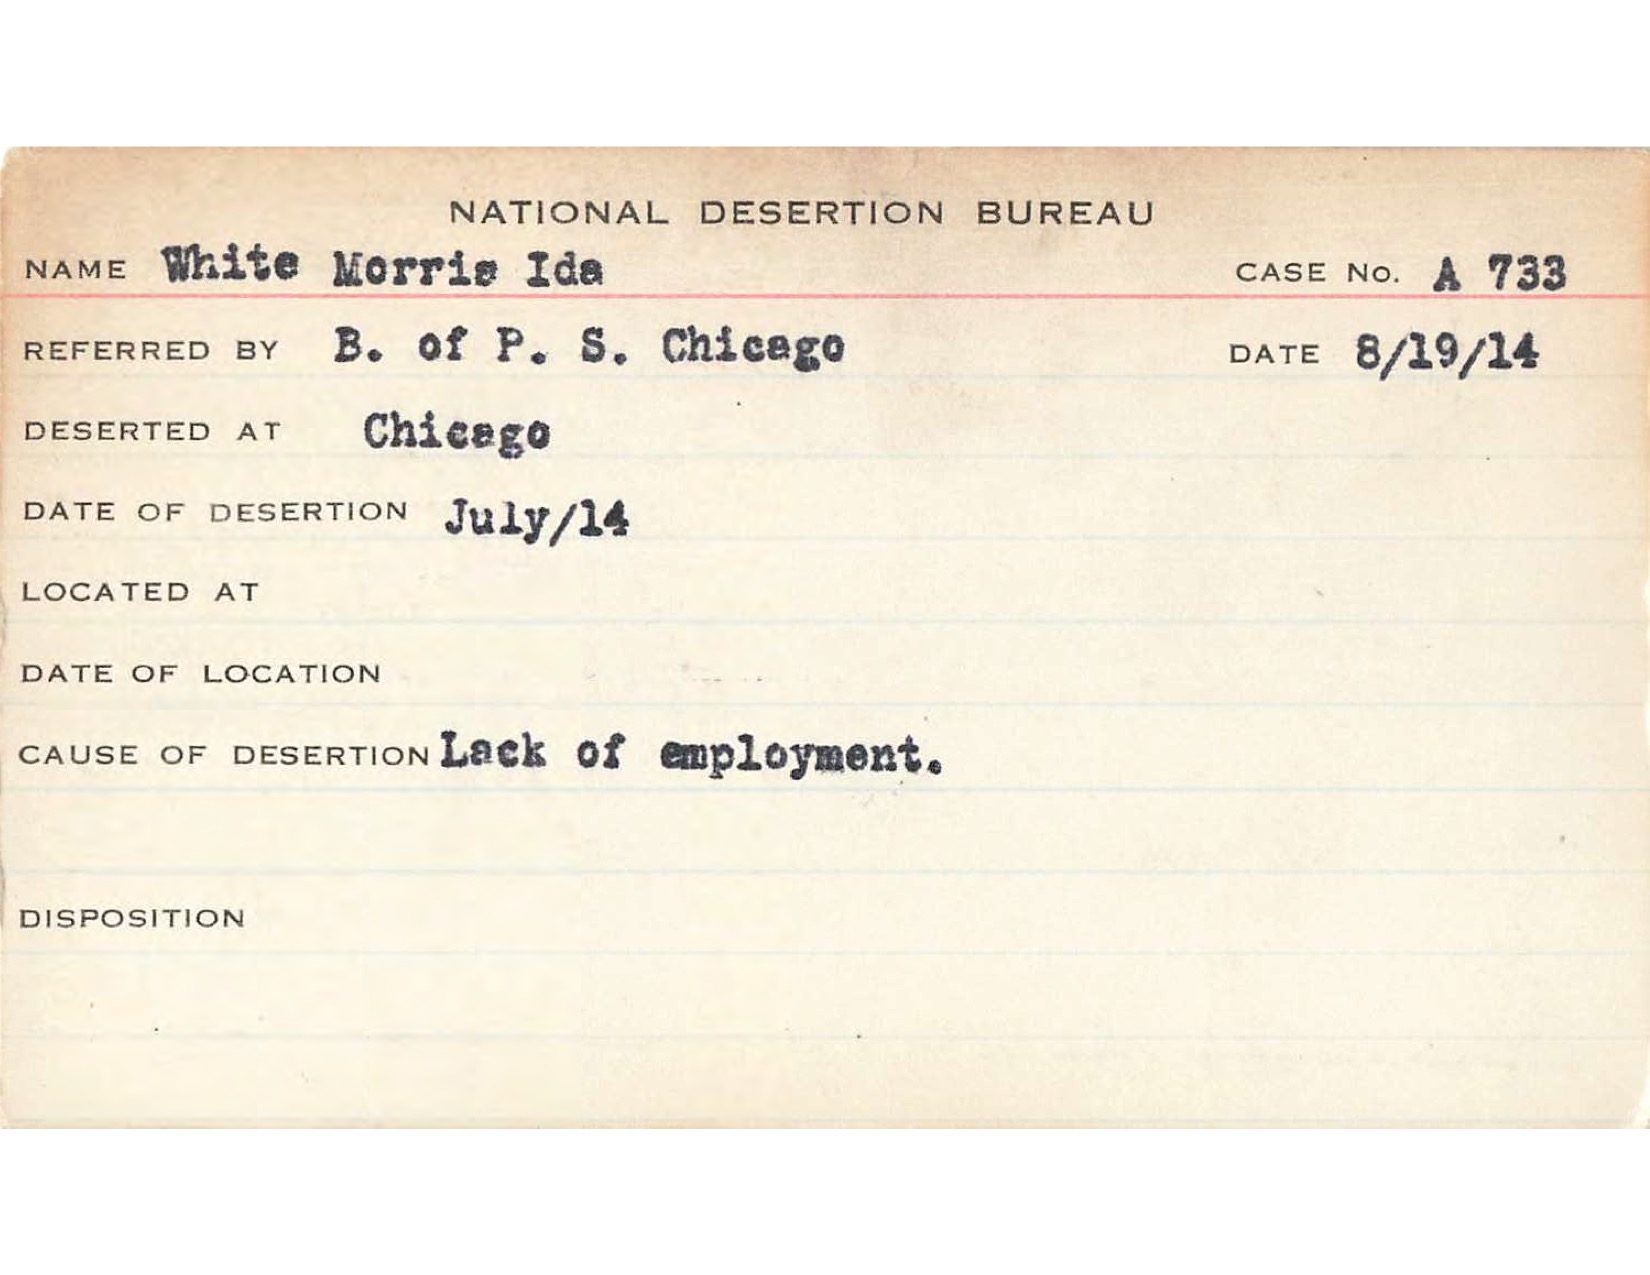 NATIONAL DESERTION BUREAU
NAME White Morris Ida CASE No. A 733
REFERRED BY B. of P. S. Chicago DATE 8/19/14
DESERTED AT Chicago
DATE OF DESERTION July/14
LOCATED AT
DATE OF LOCATION
CAUSE OF DESERTION Lack of employment.
DISPOSITION